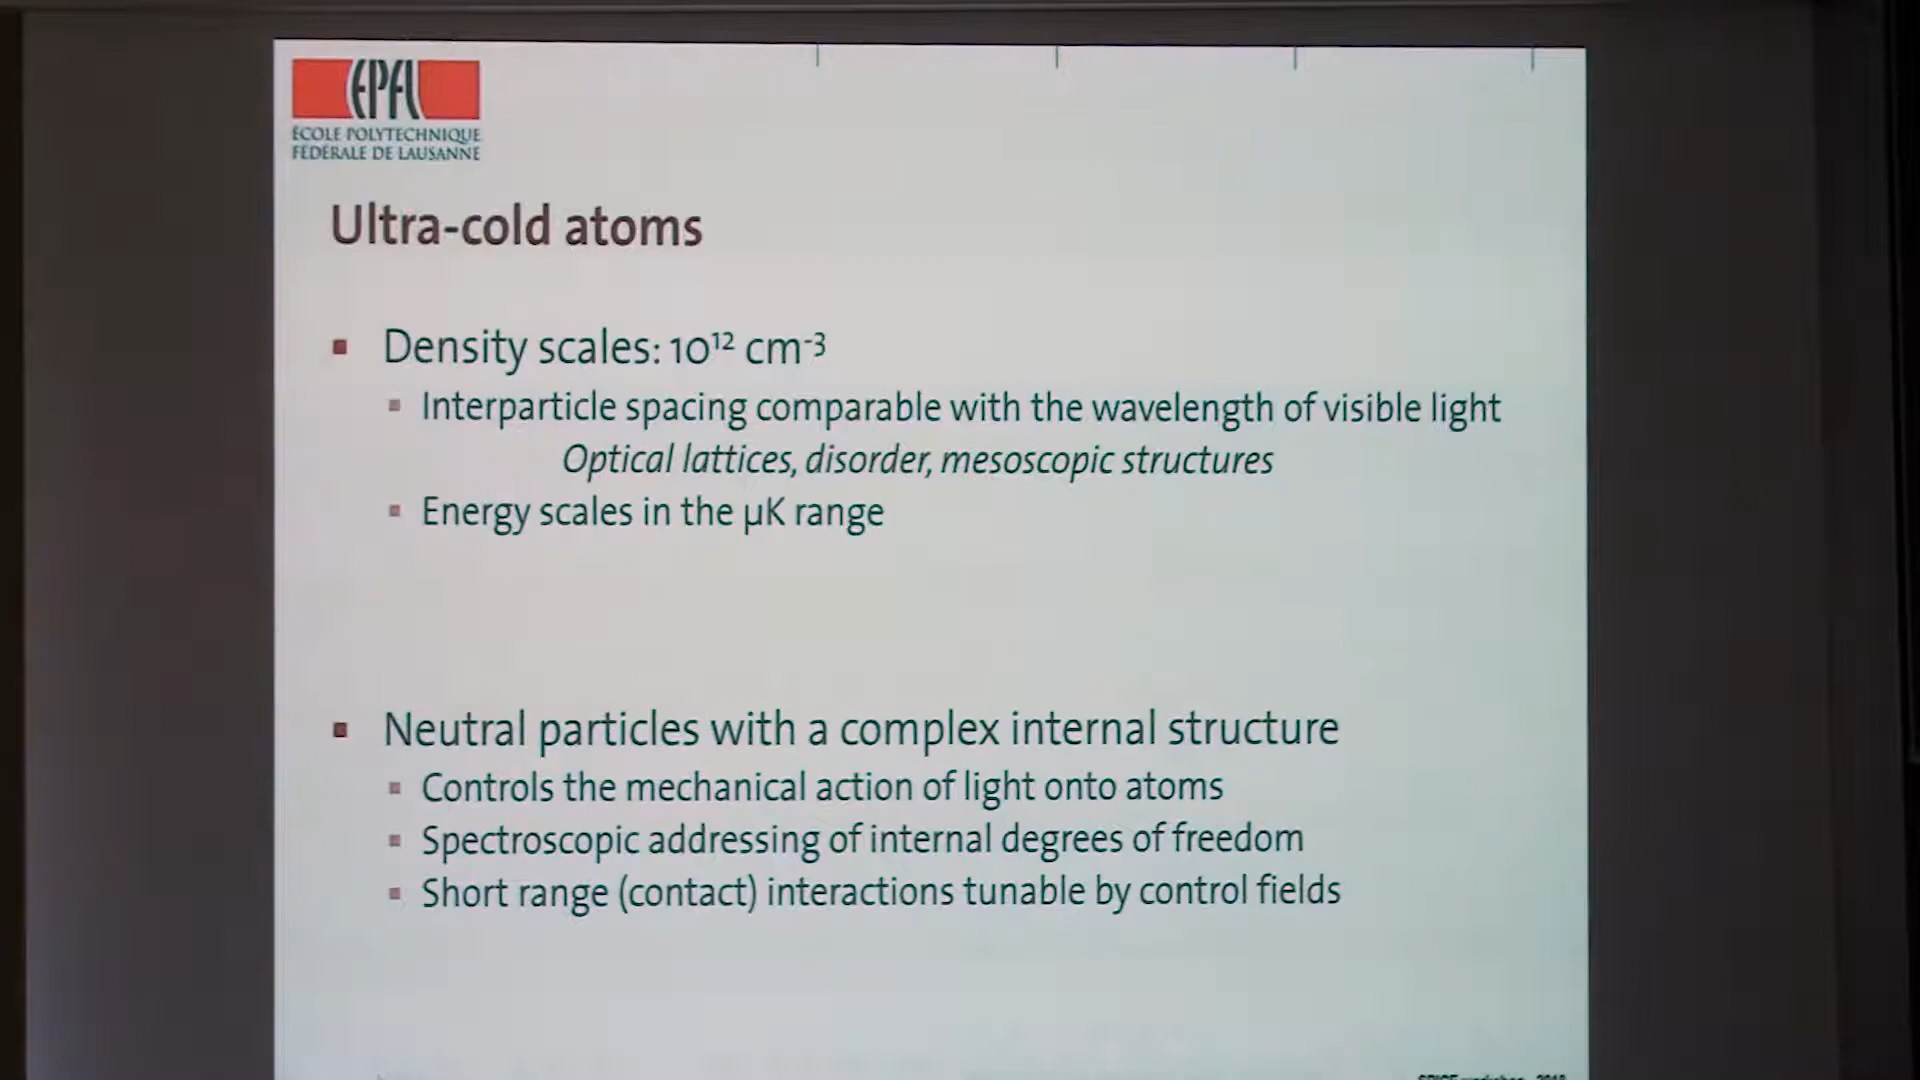 EPFL
ÉCOLE POLYTECHNIQUE
FÉDÉRALE DE LAUSANNE
Ultra-cold atoms
Density scales: 10¹² cm⁻³
Interparticle spacing comparable with the wavelength of visible light
Optical lattices, disorder, mesoscopic structures
Energy scales in the µK range
Neutral particles with a complex internal structure
Controls the mechanical action of light onto atoms
Spectroscopic addressing of internal degrees of freedom
Short range (contact) interactions tunable by control fields